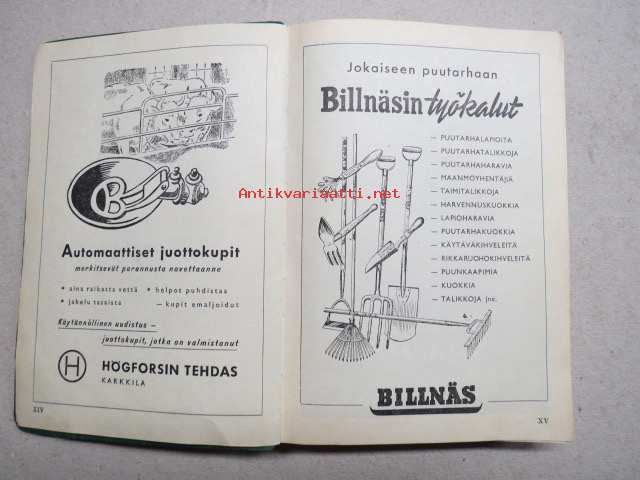 Automaattiset juottokupit
merkitsevät parannusta navettaanne
• aina raikasta vettä • helpot puhdistaa
• jakelu tasaista — kupit emaljoidut
Käytännöllinen uudistus —
juottokupit, jotka on valmistanut
H
HÖGFORSIN TEHDAS
KARKKILA
XIV
Jokaiseen puutarhaan
Billnäsin työkalut
— PUUTARHALAPIOITA
— PUUTARHATALIKKOJA
— PUUTARHAHARAVIA
— MAANMÖYHENTÄJIÄ
— TAIMITALIKKOJA
— HARVENNUSKUOKKIA
— LAPIOHARAVIA
— PUUTARHAKUOKKIA
— KÄYTÄVÄKIHVELEITÄ
— RIKKARUOHOKIHVELEITÄ
— PUUNKAAPIMIA
— KUOKKIA
— TALIKKOJA jne.
BILLNÄS
XV
Antikvariaatti.net